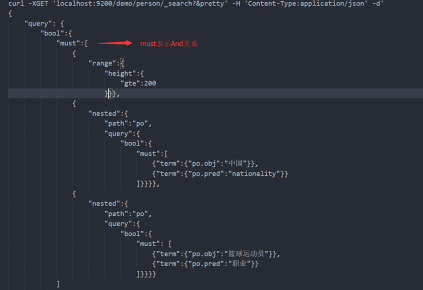 curl -XGET 'localhost:9200/demo/person/_search?&pretty' -H 'Content-Type:application/json' -d'
{
"query": {
"bool":{
"must":[ must表示And关系
{
"range":{
"height":{
"gte":200
}}},
{
"nested":{
"path":"po",
"query":{
"bool":{
"must":[
{"term":{"po.obj":"中国"}},
{"term":{"po.pred":"nationality"}}
]}}}},
{
"nested":{
"path":"po",
"query":{
"bool":{
"must": [
{"term":{"po.obj":"篮球运动员"}},
{"term":{"po.pred":"职业"}}
]}}}}
]